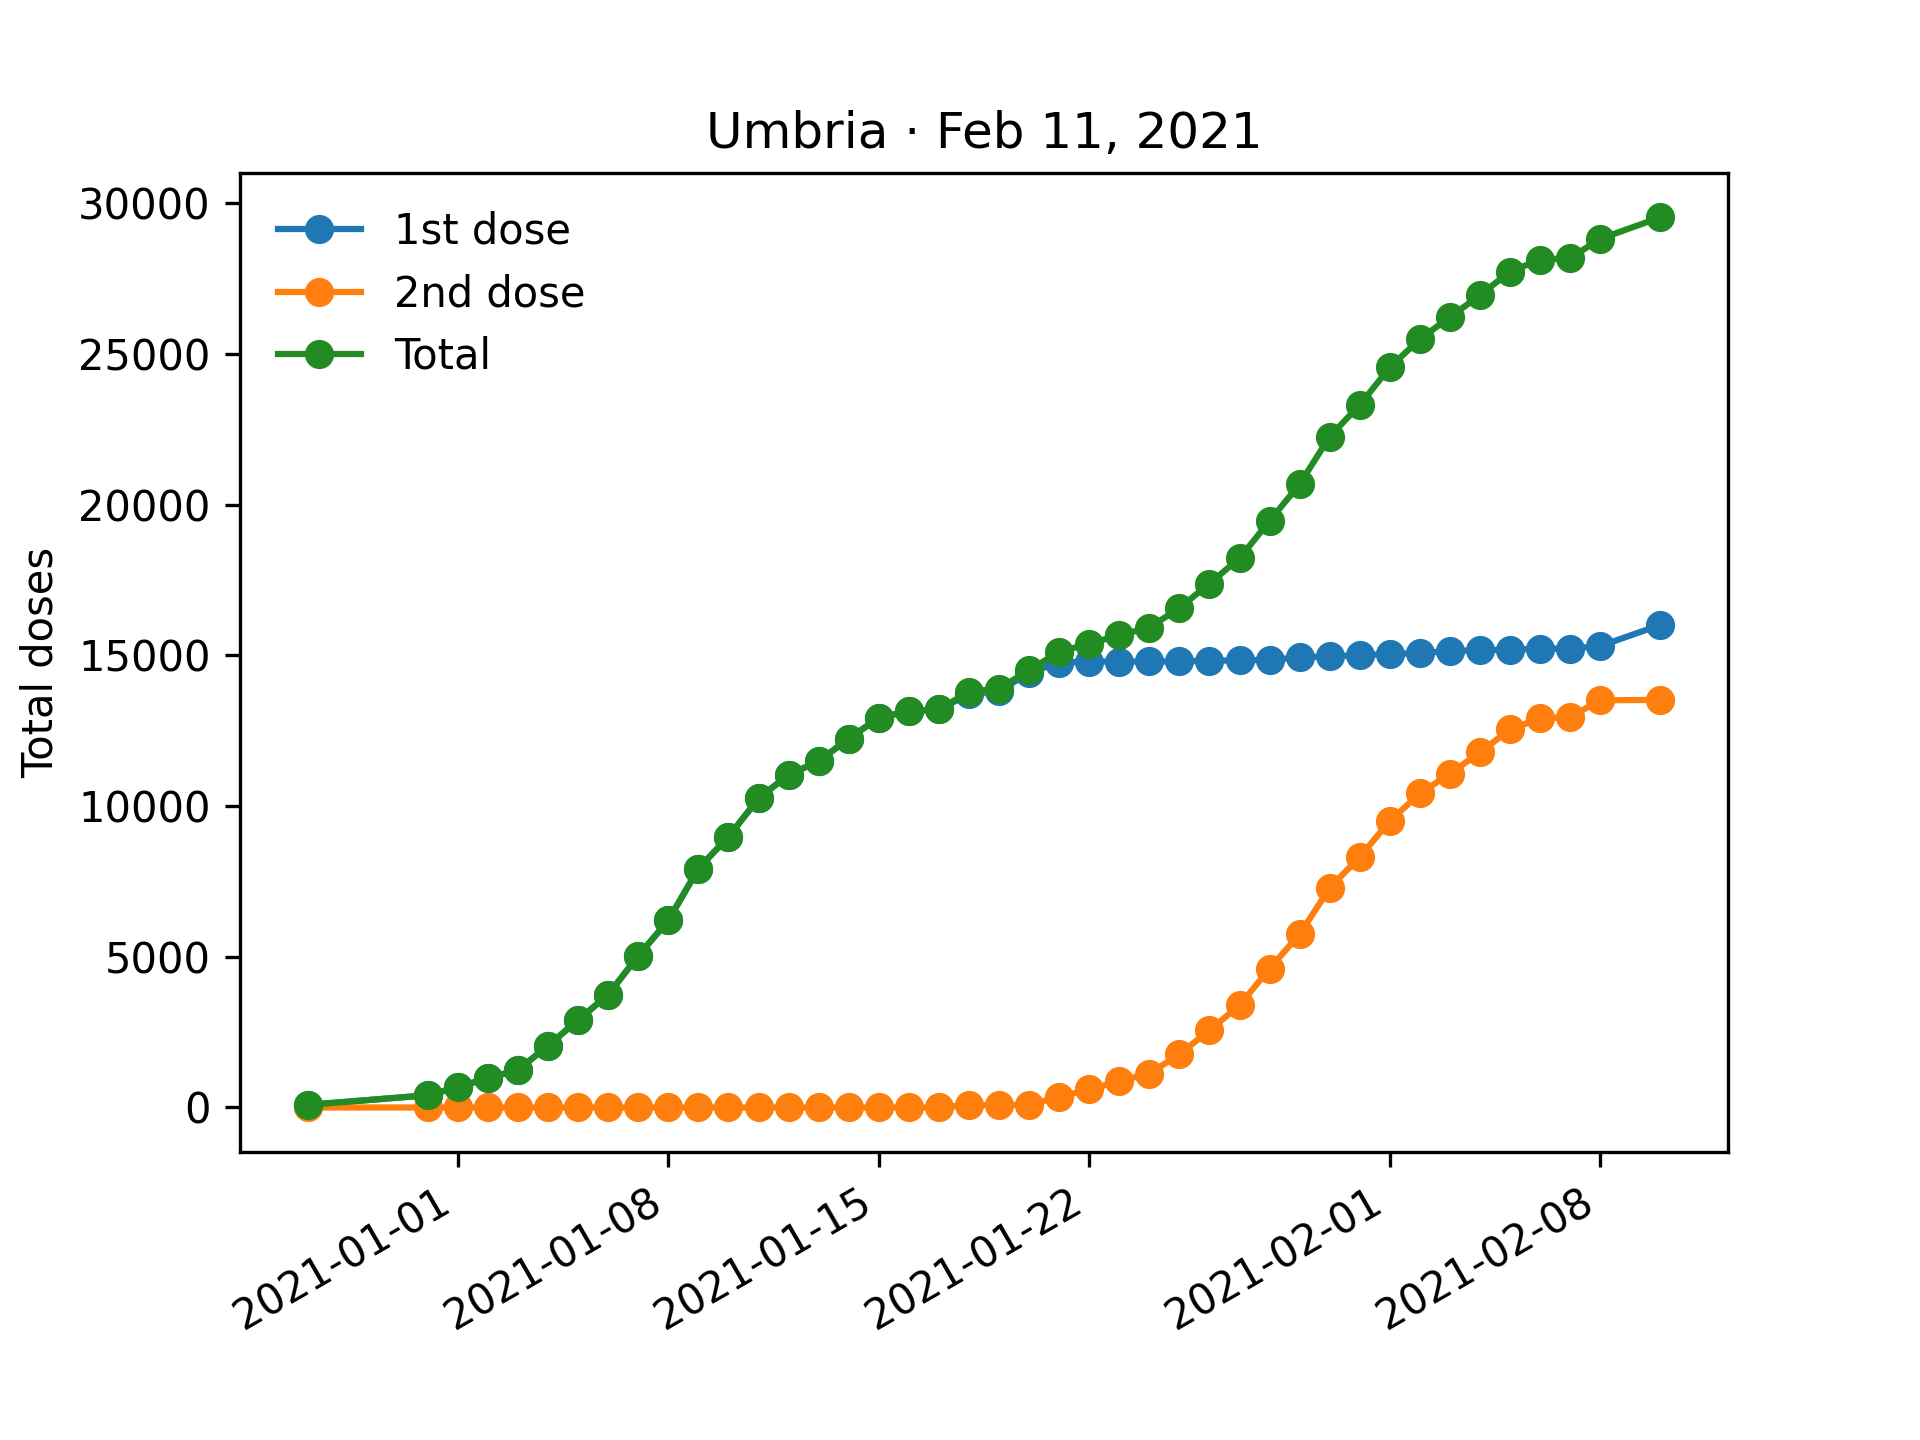 Umbria · Feb 11, 2021
30000
25000
20000
15000
10000
5000
0
Total doses
1st dose
2nd dose
Total
2021-01-01
2021-01-08
2021-01-15
2021-01-22
2021-02-01
2021-02-08